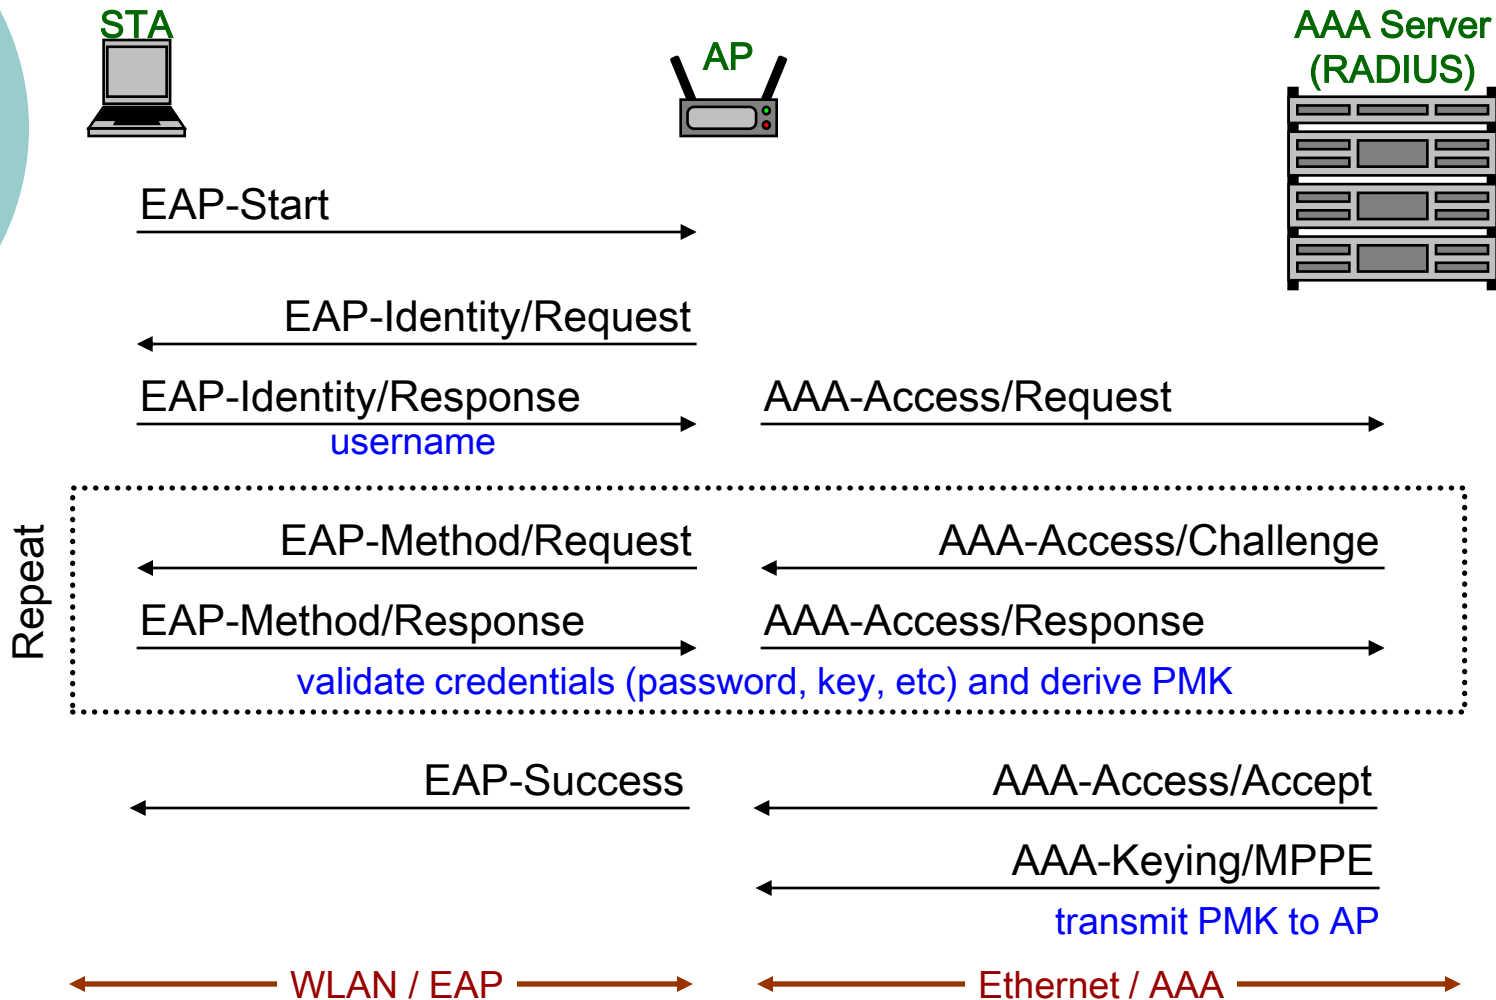 STA
AP
AAA Server
(RADIUS)
EAP-Start
EAP-Identity/Request
EAP-Identity/Response
AAA-Access/Request
username
Repeat
EAP-Method/Request
AAA-Access/Challenge
EAP-Method/Response
AAA-Access/Response
validate credentials (password, key, etc) and derive PMK
EAP-Success
AAA-Access/Accept
AAA-Keying/MPPE
transmit PMK to AP
WLAN / EAP
Ethernet / AAA